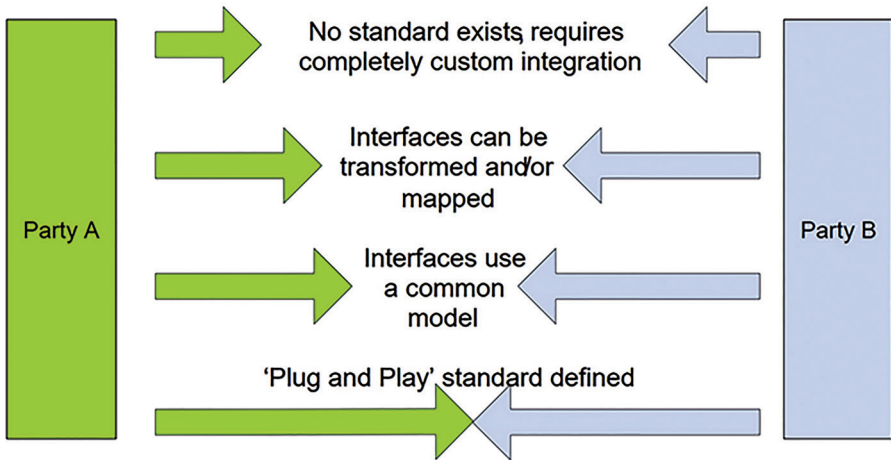 No standard exists, requires
completely custom integration
Interfaces can be
transformed and/or
mapped
Party A
Party B
Interfaces use
a common
model
‘Plug and Play’ standard defined